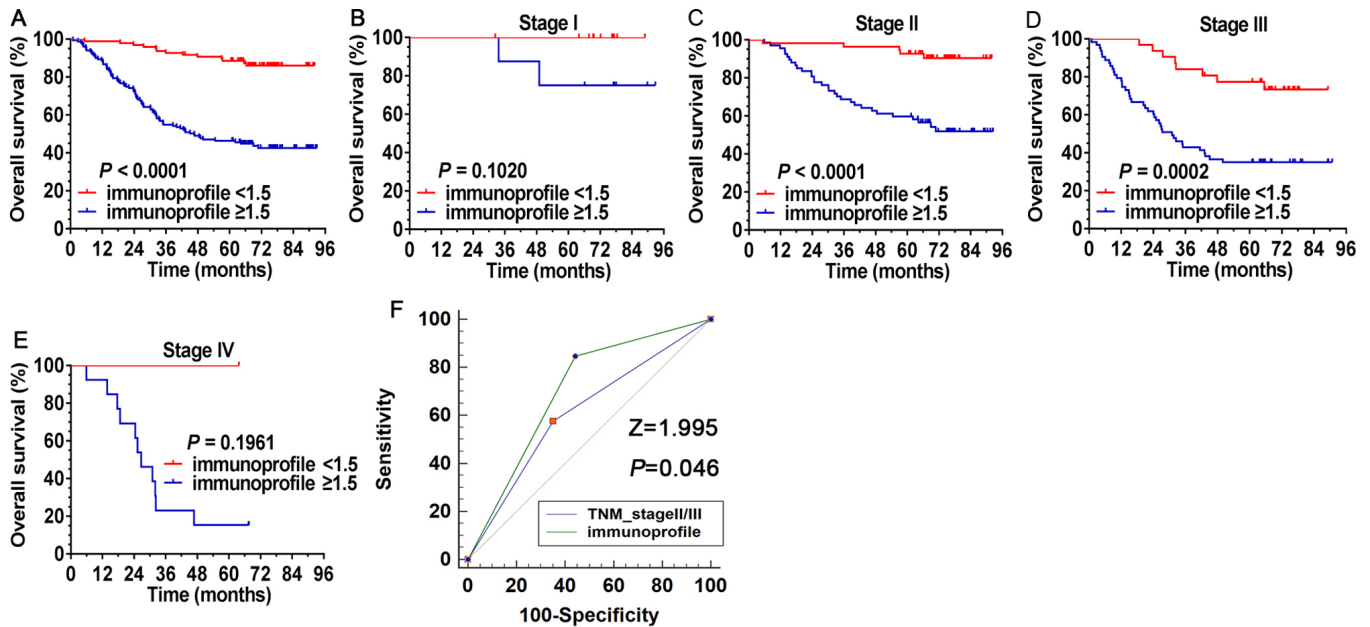 A
Overall survival (%)
100
80
60
40
20
0
P < 0.0001
immunoprofile <1.5
immunoprofile ≥1.5
0 12 24 36 48 60 72 84 96
Time (months)
B
Stage I
Overall survival (%)
100
80
60
40
20
0
P = 0.1020
immunoprofile <1.5
immunoprofile ≥1.5
0 12 24 36 48 60 72 84 96
Time (months)
C
Stage II
Overall survival (%)
100
80
60
40
20
0
P < 0.0001
immunoprofile <1.5
immunoprofile ≥1.5
0 12 24 36 48 60 72 84 96
Time (months)
D
Stage III
Overall survival (%)
100
80
60
40
20
0
P = 0.0002
immunoprofile <1.5
immunoprofile ≥1.5
0 12 24 36 48 60 72 84 96
Time (months)
E
Stage IV
Overall survival (%)
100
80
60
40
20
0
P = 0.1961
immunoprofile <1.5
immunoprofile ≥1.5
0 12 24 36 48 60 72 84 96
Time (months)
F
Sensitivity
100
80
60
40
20
0
Z=1.995
P=0.046
TNM_stageII/III
immunoprofile
0 20 40 60 80 100
100-Specificity